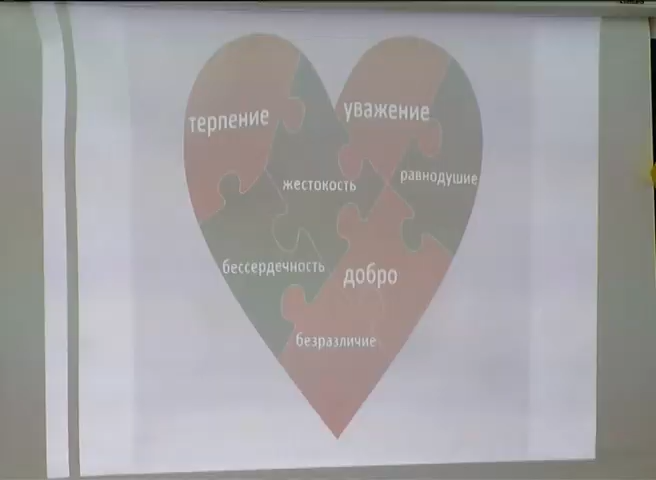 терпение
уважение
жестокость
равнодушие
бессердечность
добро
безразличие